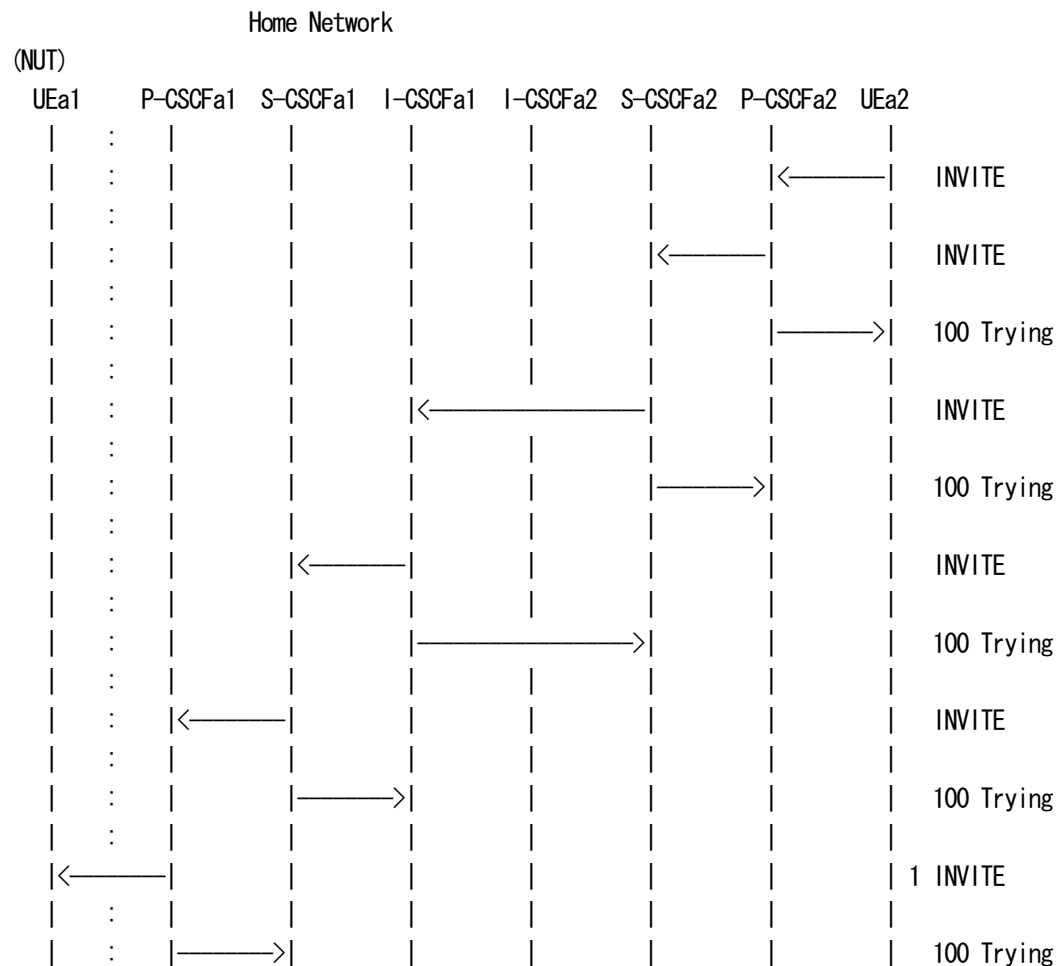 Home Network
(NUT)
UEa1 P-CSCFa1 S-CSCFa1 I-CSCFa1 I-CSCFa2 S-CSCFa2 P-CSCFa2 UEa2
INVITE
INVITE
100 Trying
INVITE
100 Trying
INVITE
100 Trying
INVITE
100 Trying
1 INVITE
100 Trying